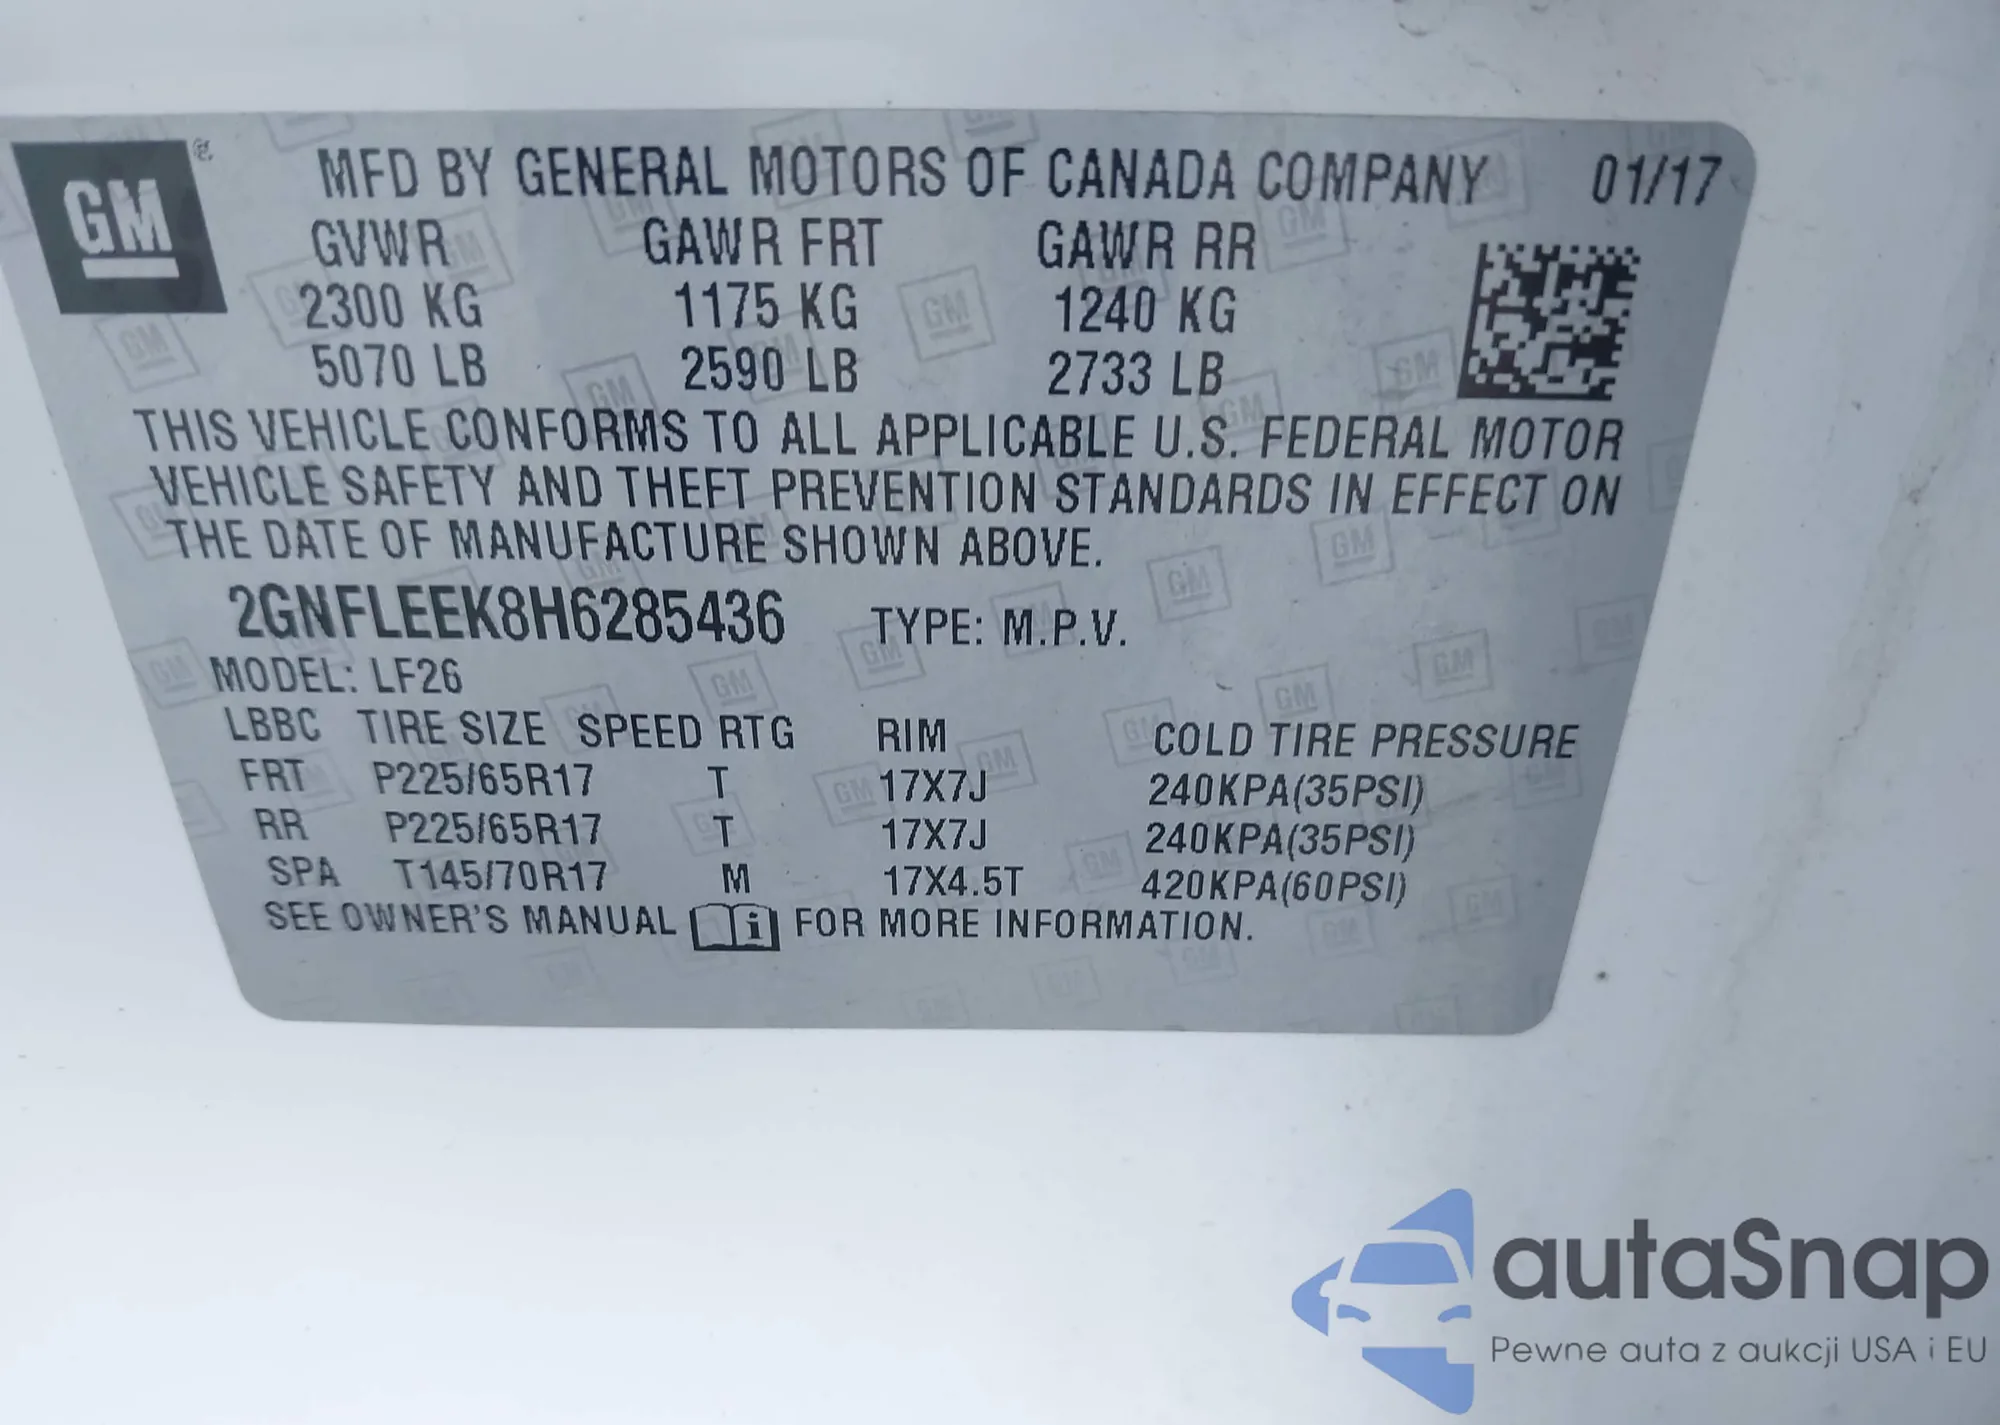 GM
MFD BY GENERAL MOTORS OF CANADA COMPANY 01/17
GVWR GAWR FRT GAWR RR
2300 KG 1175 KG 1240 KG
5070 LB 2590 LB 2733 LB
THIS VEHICLE CONFORMS TO ALL APPLICABLE U.S. FEDERAL MOTOR
VEHICLE SAFETY AND THEFT PREVENTION STANDARDS IN EFFECT ON
THE DATE OF MANUFACTURE SHOWN ABOVE.
2GNFLEEK8H6285436 TYPE: M.P.V.
MODEL: LF26
LBBC TIRE SIZE SPEED RTG RIM COLD TIRE PRESSURE
FRT P225/65R17 T 17X7J 240KPA(35PSI)
RR P225/65R17 T 17X7J 240KPA(35PSI)
SPA T145/70R17 M 17X4.5T 420KPA(60PSI)
SEE OWNER'S MANUAL i FOR MORE INFORMATION.
autaSnap
Pewne auta z aukcji USA i EU